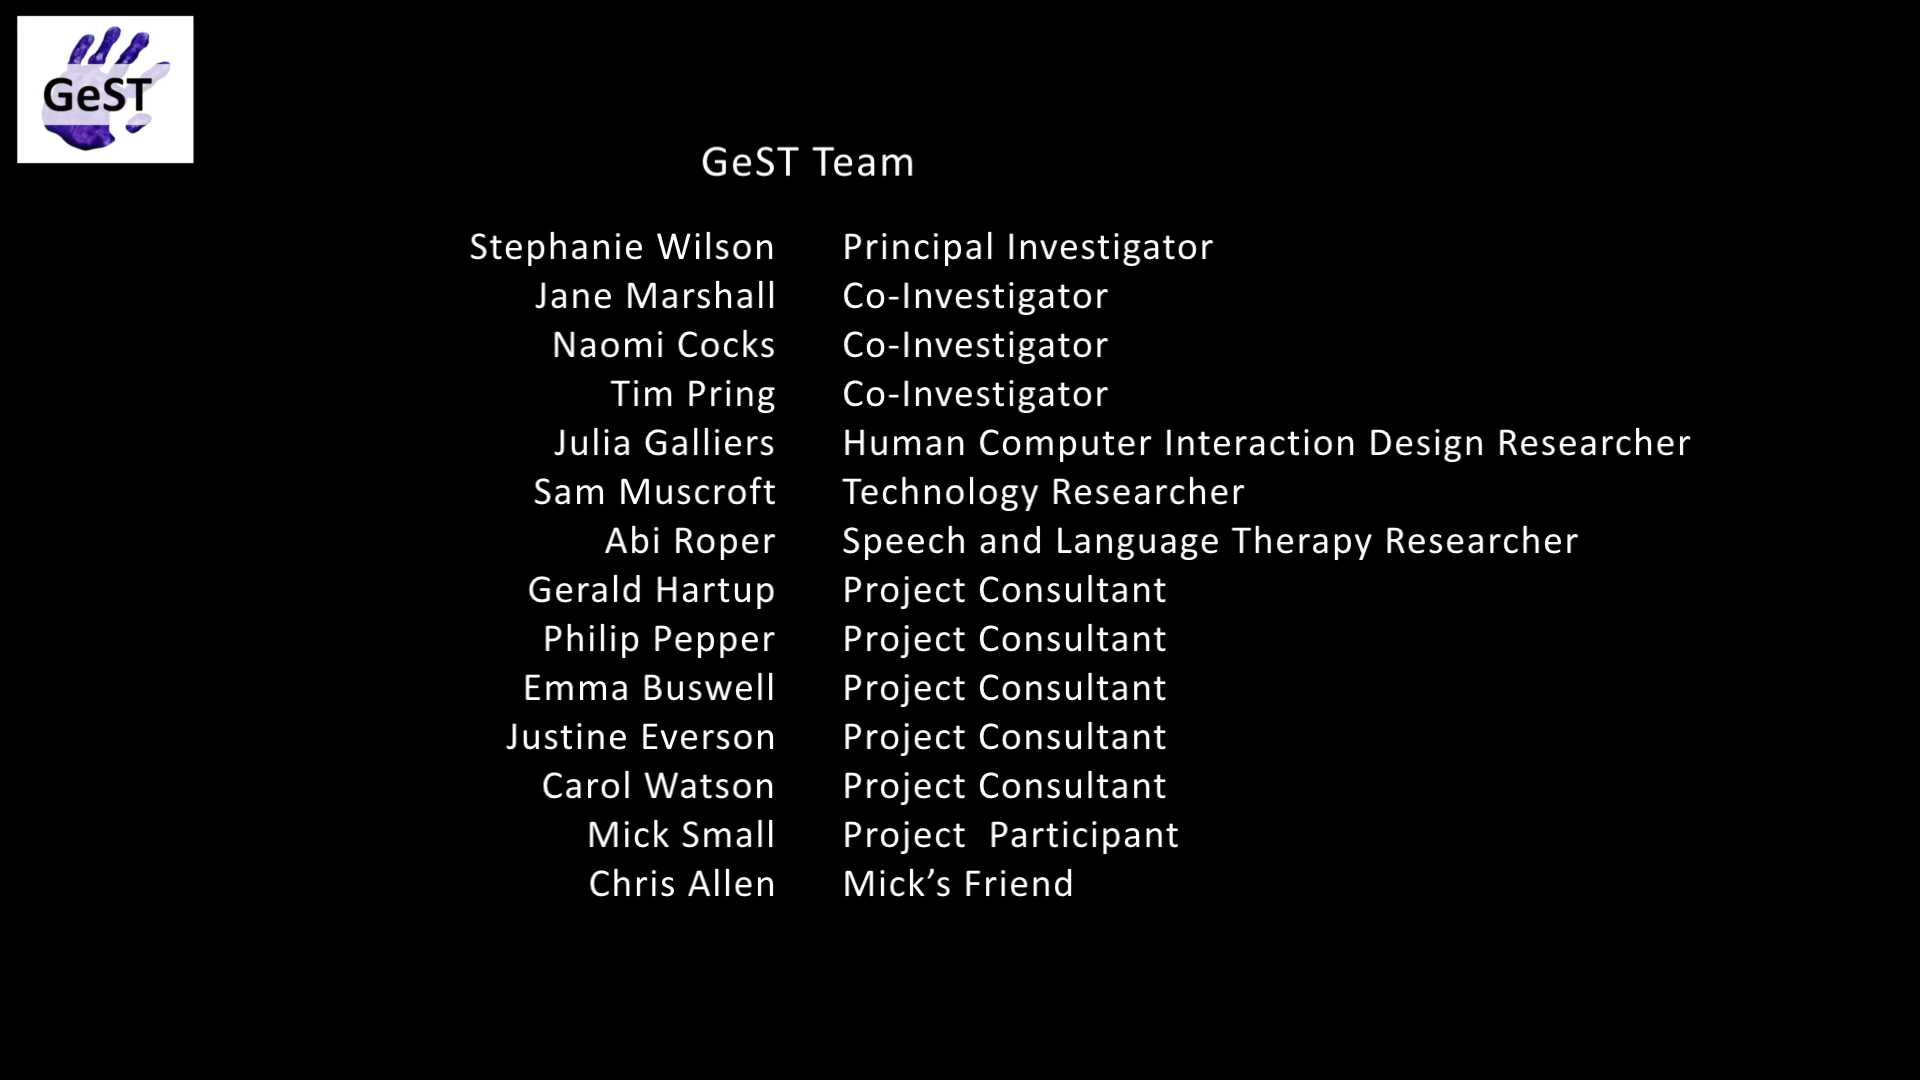 GeST
GeST Team
Stephanie Wilson Principal Investigator
Jane Marshall Co-Investigator
Naomi Cocks Co-Investigator
Tim Pring Co-Investigator
Julia Galliers Human Computer Interaction Design Researcher
Sam Muscroft Technology Researcher
Abi Roper Speech and Language Therapy Researcher
Gerald Hartup Project Consultant
Philip Pepper Project Consultant
Emma Buswell Project Consultant
Justine Everson Project Consultant
Carol Watson Project Consultant
Mick Small Project  Participant
Chris Allen Mick’s Friend